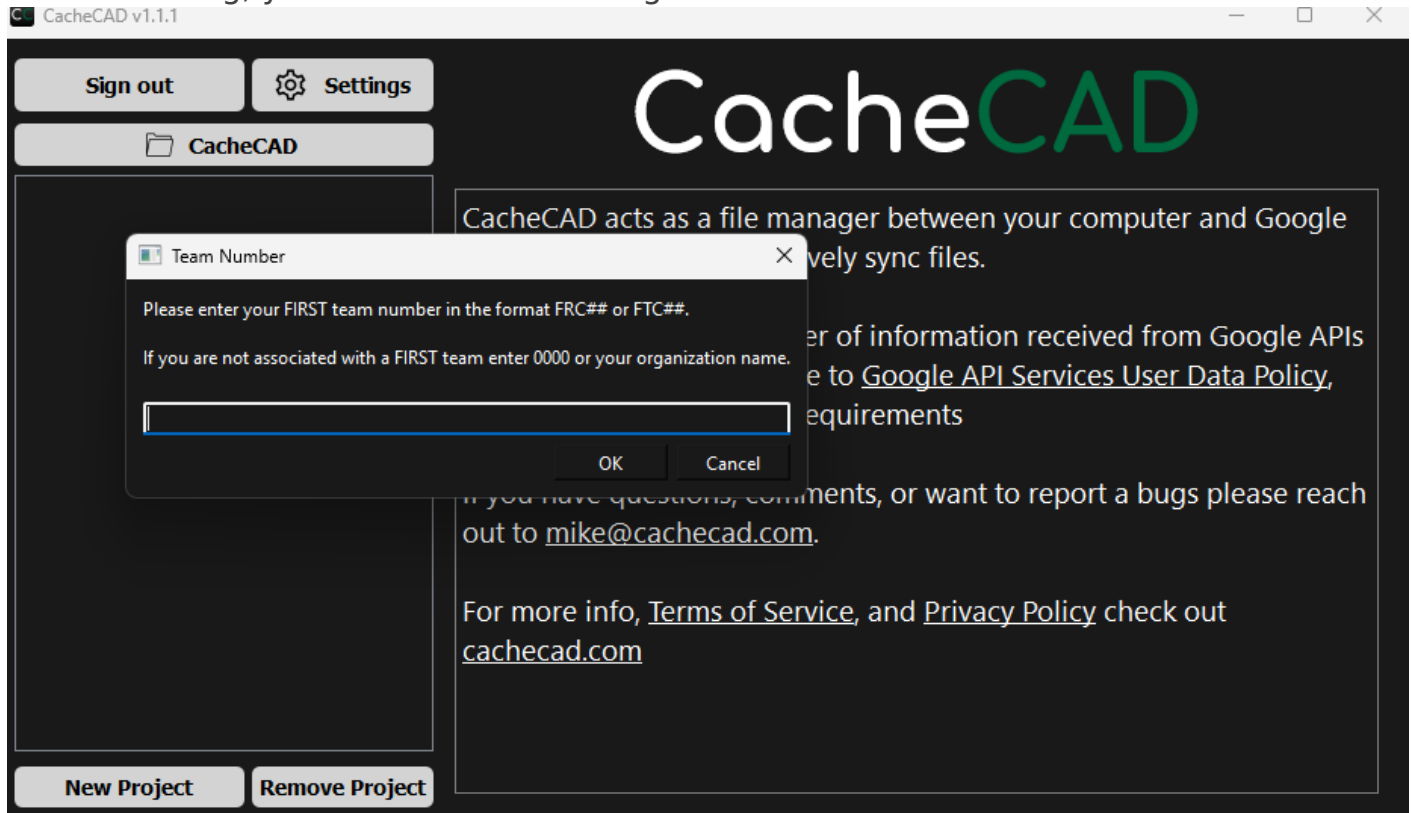 CacheCAD v1.1.1
Sign out
Settings
CacheCAD
CacheCAD
CacheCAD acts as a file manager between your computer and Google
vely sync files.
er of information received from Google APIs
e to Google API Services User Data Policy,
equirements
If you have questions, comments, or want to report a bugs please reach
out to mike@cachecad.com.
For more info, Terms of Service, and Privacy Policy check out
cachecad.com
Team Number
Please enter your FIRST team number in the format FRC## or FTC##.
If you are not associated with a FIRST team enter 0000 or your organization name.
OK
Cancel
New Project
Remove Project